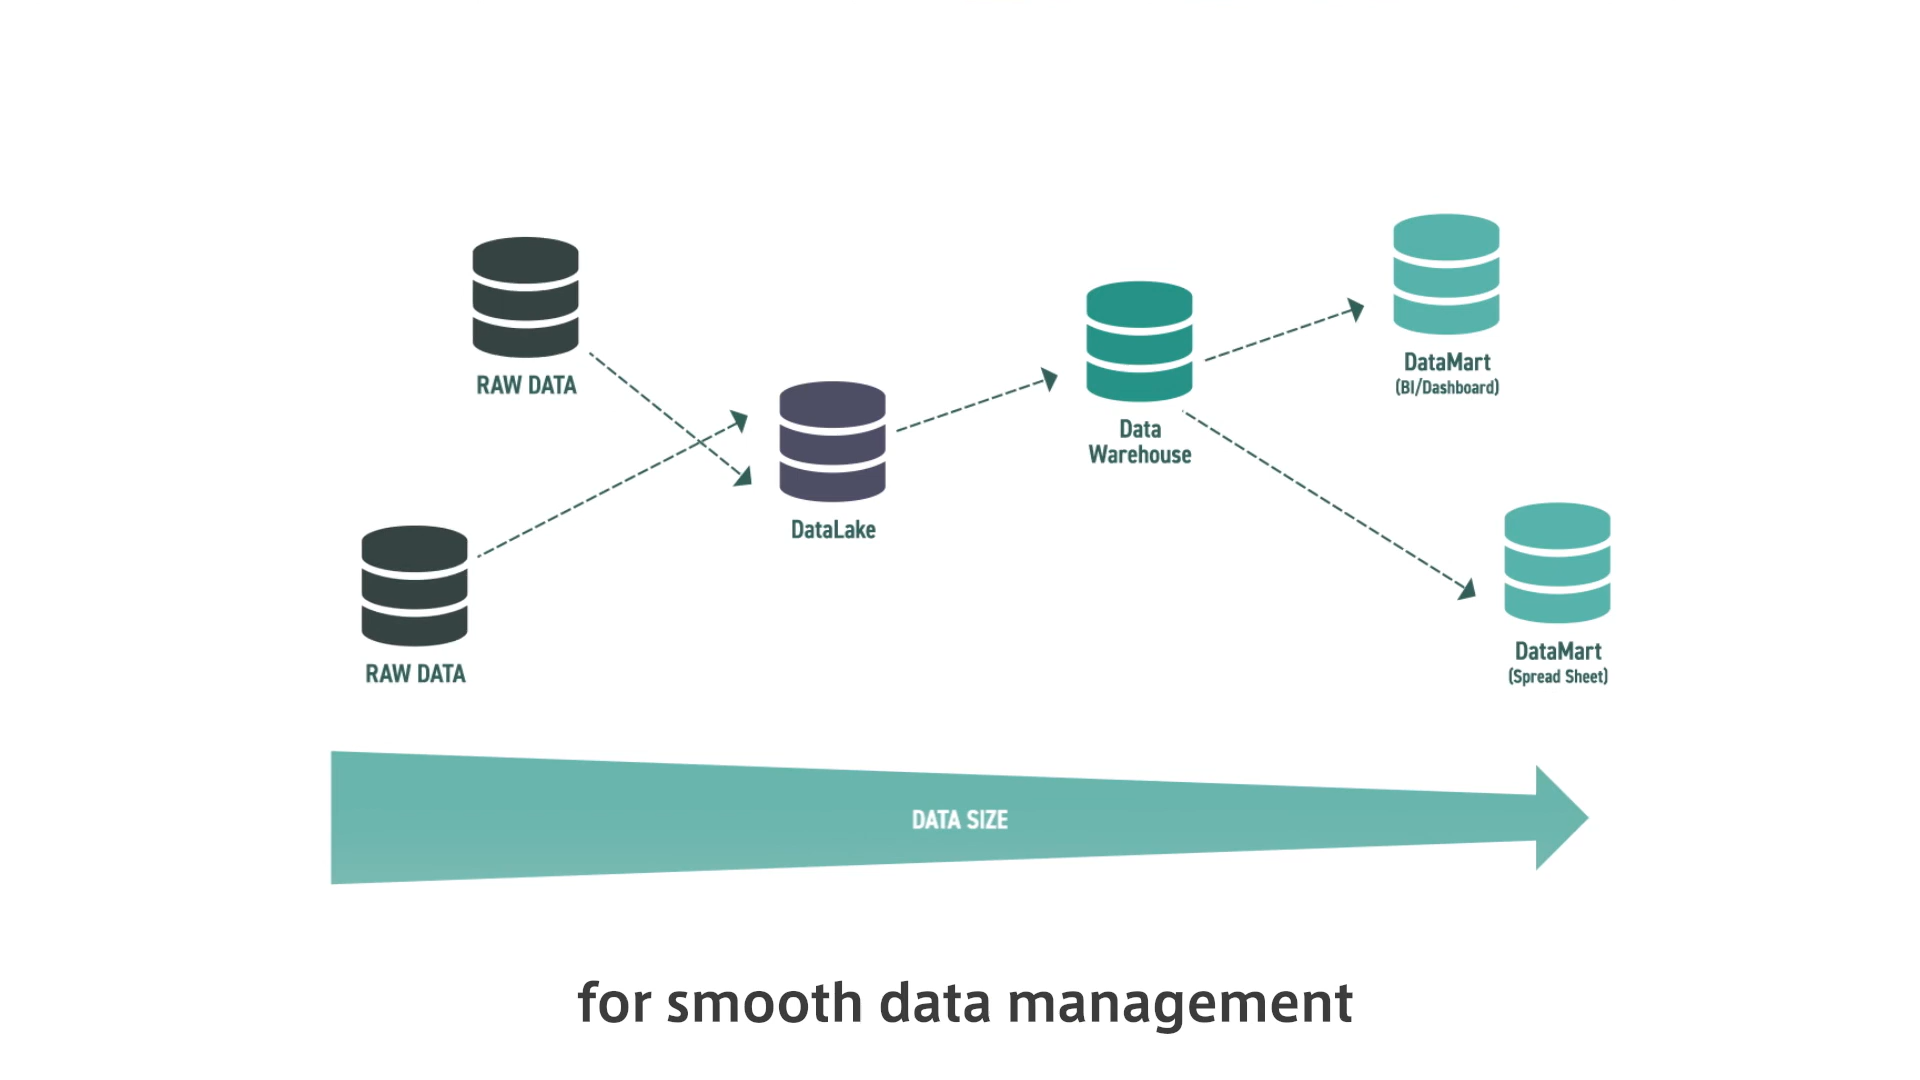 RAW DATA
RAW DATA
DataLake
Data
Warehouse
DataMart
(BI/Dashboard)
DataMart
(Spread Sheet)
DATA SIZE
for smooth data management